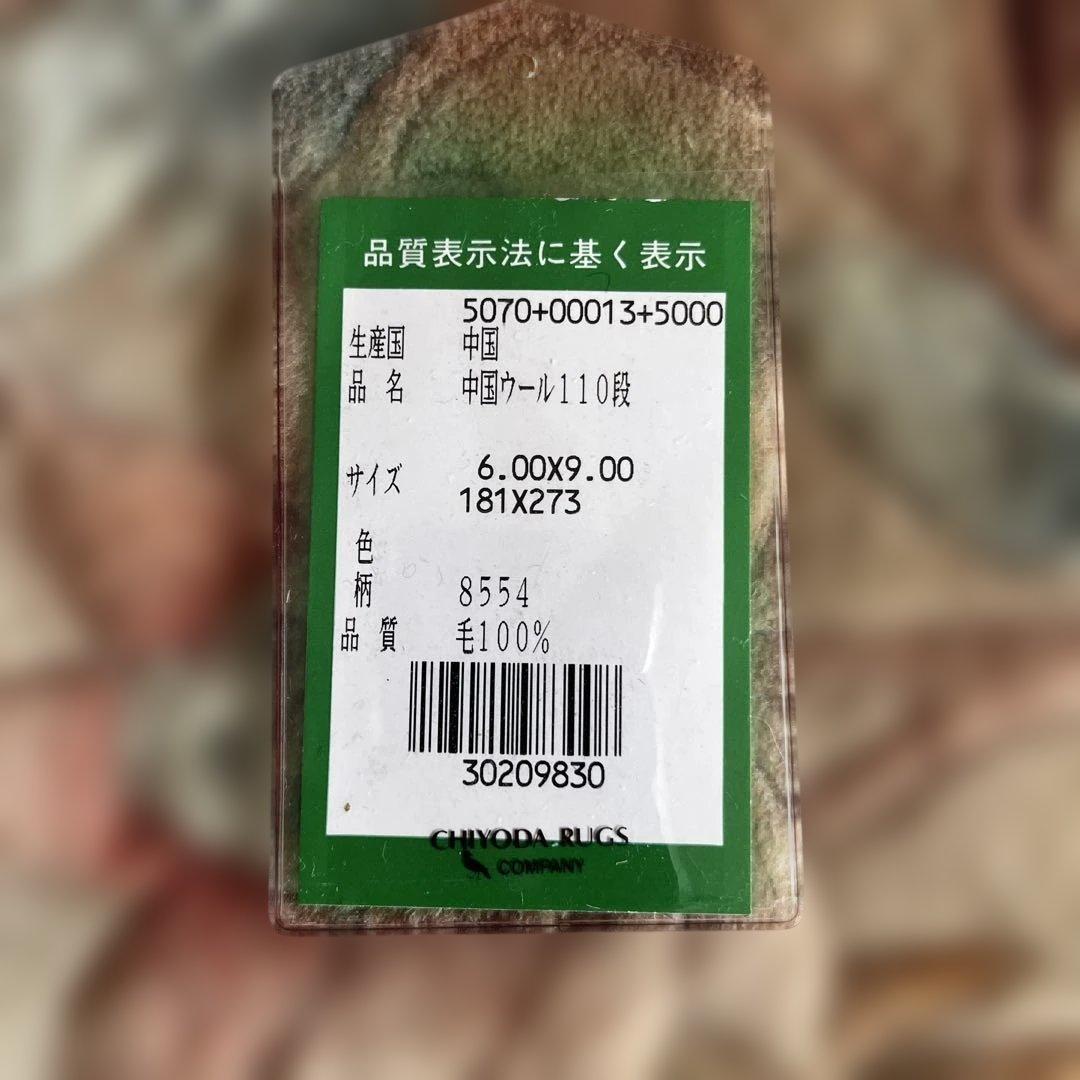 品質表示法に基く表示
5070+00013+5000
生産国 中国
品 名 中国ウール110段
サイズ 6.00X9.00
181X273
色
柄 8554
品 質 毛100%
30209830
CHIYODA RUGS
COMPANY